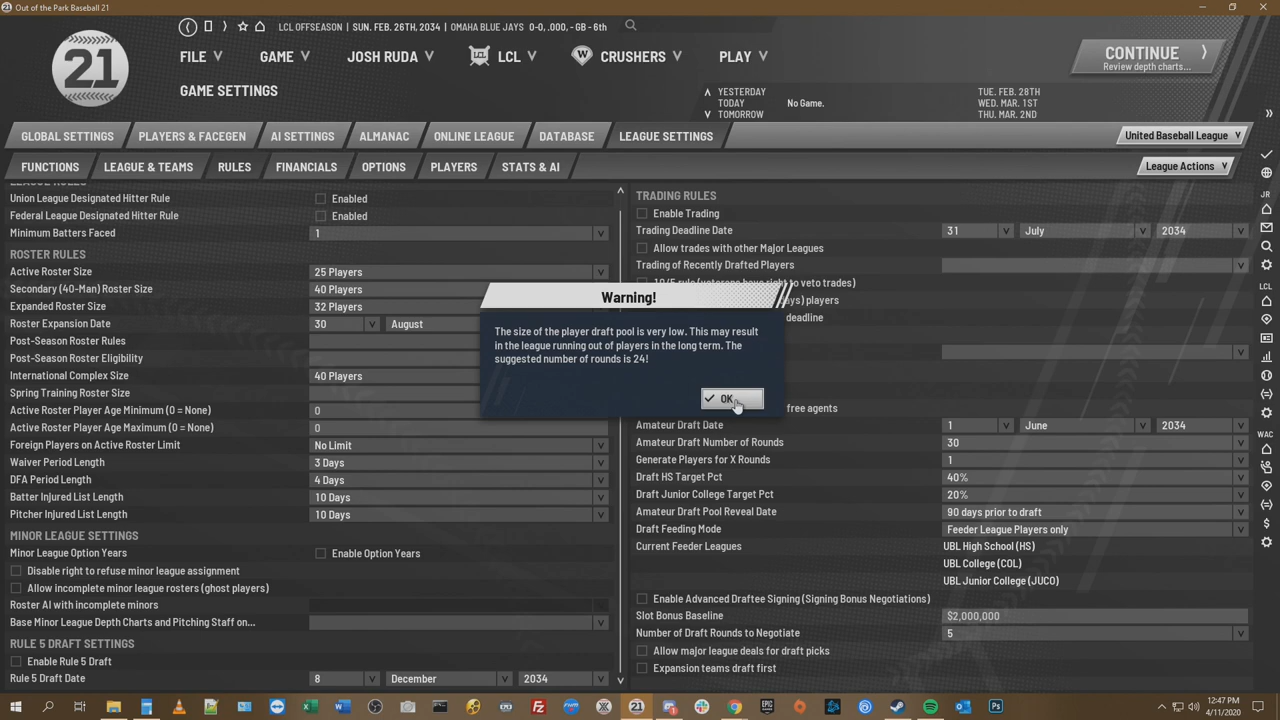 Out of the Park Baseball 21
LCL OFFSEASON | SUN. FEB. 26TH, 2034 | OMAHA BLUE JAYS 0-0, .000, - GB - 6th
21
FILE
GAME
JOSH RUDA
LCL
LCL
W
CRUSHERS
PLAY
CONTINUE
Review depth charts...
GAME SETTINGS
YESTERDAY
TODAY
TOMORROW
No Game.
TUE. FEB. 28TH
WED. MAR. 1ST
THU. MAR. 2ND
GLOBAL SETTINGS
PLAYERS & FACEGEN
AI SETTINGS
ALMANAC
ONLINE LEAGUE
DATABASE
LEAGUE SETTINGS
United Baseball League
FUNCTIONS
LEAGUE & TEAMS
RULES
FINANCIALS
OPTIONS
PLAYERS
STATS & AI
League Actions
LEAGUE RULES
Union League Designated Hitter Rule Enabled
Federal League Designated Hitter Rule Enabled
Minimum Batters Faced 1
ROSTER RULES
Active Roster Size 25 Players
Secondary (40-Man) Roster Size 40 Players
Expanded Roster Size 32 Players
Roster Expansion Date 30 August
Post-Season Roster Rules
Post-Season Roster Eligibility
International Complex Size 40 Players
Spring Training Roster Size
Active Roster Player Age Minimum (0 = None) 0
Active Roster Player Age Maximum (0 = None) 0
Foreign Players on Active Roster Limit No Limit
Waiver Period Length 3 Days
DFA Period Length 4 Days
Batter Injured List Length 10 Days
Pitcher Injured List Length 10 Days
MINOR LEAGUE SETTINGS
Minor League Option Years Enable Option Years
Disable right to refuse minor league assignment
Allow incomplete minor league rosters (ghost players)
Roster AI with incomplete minors
Base Minor League Depth Charts and Pitching Staff on...
RULE 5 DRAFT SETTINGS
Enable Rule 5 Draft
Rule 5 Draft Date 8 December 2034
TRADING RULES
Enable Trading
Trading Deadline Date 31 July 2034
Allow trades with other Major Leagues
Trading of Recently Drafted Players
10/5 rule (veterans have right to veto trades)
days) players
deadline
free agents
Amateur Draft Date 1 June 2034
Amateur Draft Number of Rounds 30
Generate Players for X Rounds 1
Draft HS Target Pct 40%
Draft Junior College Target Pct 20%
Amateur Draft Pool Reveal Date 90 days prior to draft
Draft Feeding Mode Feeder League Players only
Current Feeder Leagues UBL High School (HS)
UBL College (COL)
UBL Junior College (JUCO)
Enable Advanced Draftee Signing (Signing Bonus Negotiations)
Slot Bonus Baseline $2,000,000
Number of Draft Rounds to Negotiate 5
Allow major league deals for draft picks
Expansion teams draft first
Warning!
The size of the player draft pool is very low. This may result
in the league running out of players in the long term. The
suggested number of rounds is 24!
OK
JR
LCL
WAC
21
12:47 PM
4/11/2020